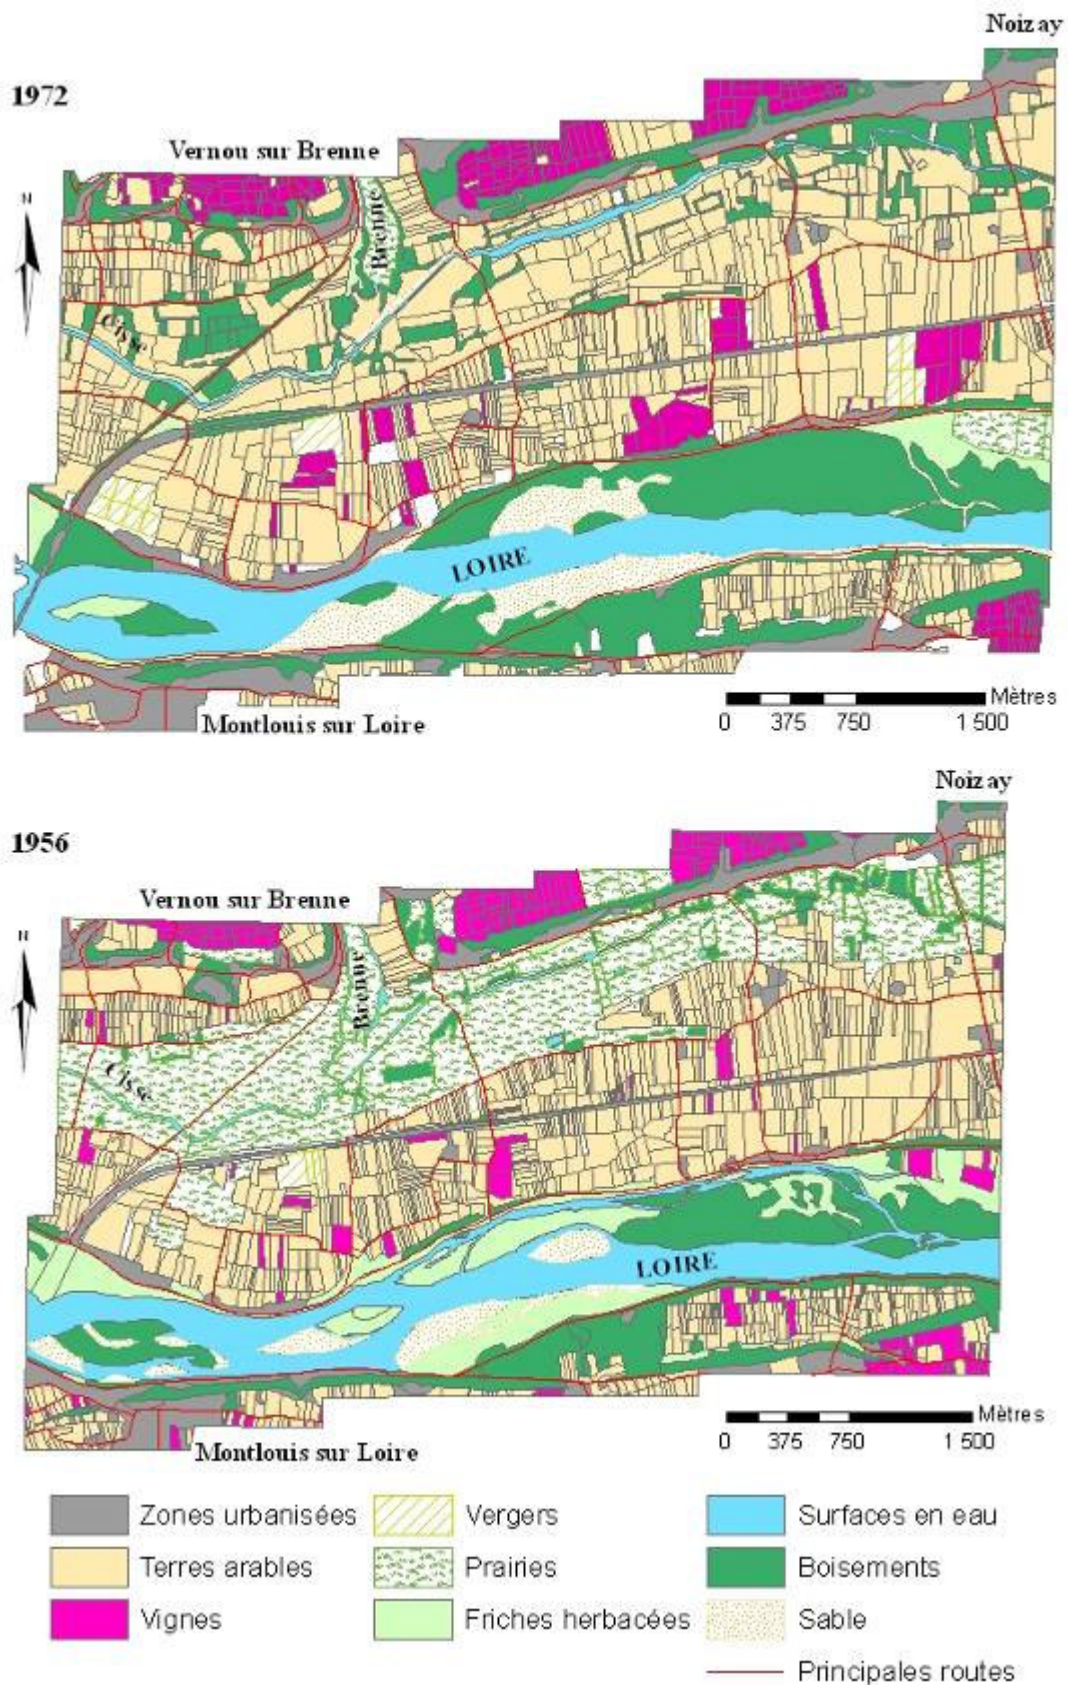 Noizay
1972
Vernou sur Brenne
N
Brenne
Cisse
LOIRE
Mètres
0 375 750 1 500
Montlouis sur Loire
Noizay
1956
Vernou sur Brenne
N
Brenne
Cisse
LOIRE
Mètres
0 375 750 1 500
Montlouis sur Loire
Zones urbanisées Vergers Surfaces en eau
Terres arables Prairies Boisements
Vignes Friches herbacées Sable
Principales routes